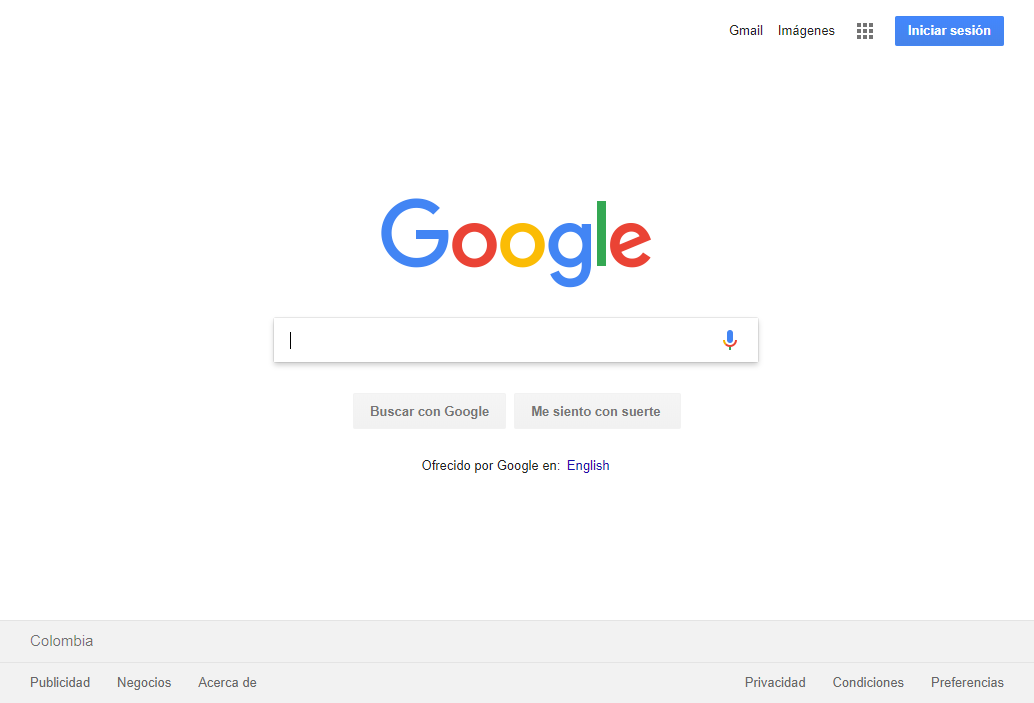 Gmail Imágenes Iniciar sesión
Google
Buscar con Google Me siento con suerte
Ofrecido por Google en: English
Colombia
Publicidad Negocios Acerca de Privacidad Condiciones Preferencias